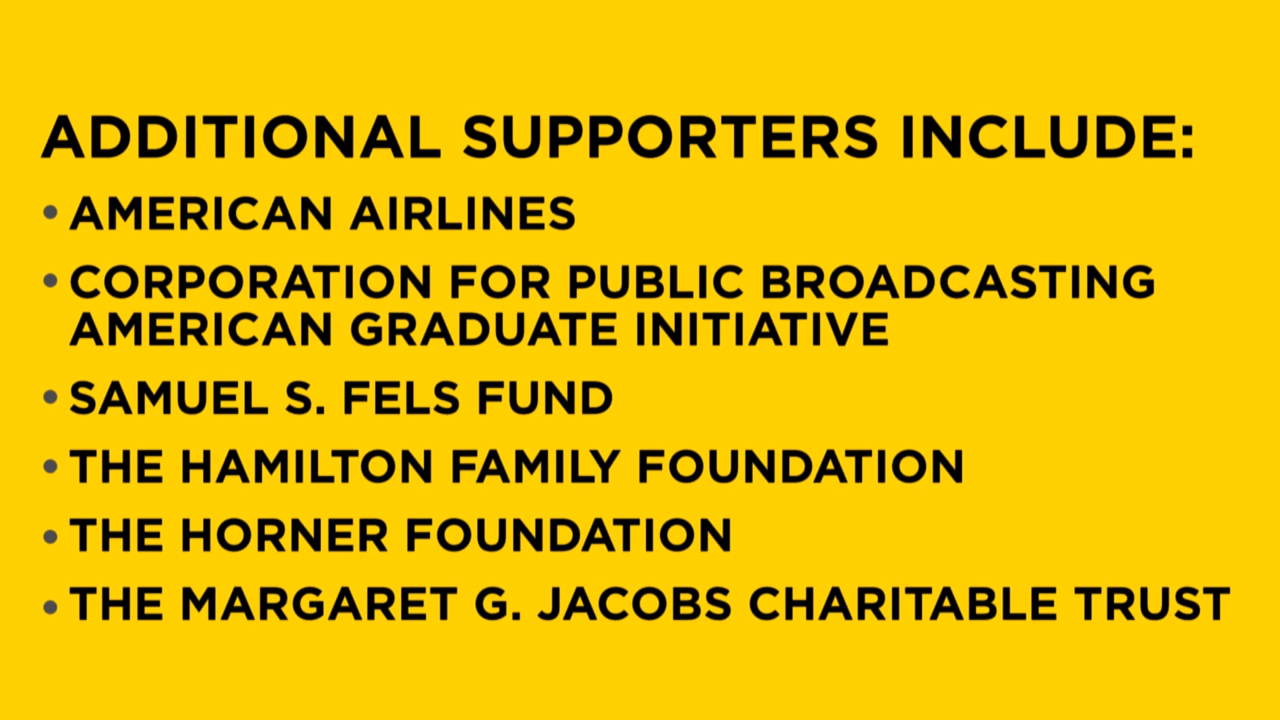 ADDITIONAL SUPPORTERS INCLUDE:
• AMERICAN AIRLINES
• CORPORATION FOR PUBLIC BROADCASTING
AMERICAN GRADUATE INITIATIVE
• SAMUEL S. FELS FUND
• THE HAMILTON FAMILY FOUNDATION
• THE HORNER FOUNDATION
• THE MARGARET G. JACOBS CHARITABLE TRUST